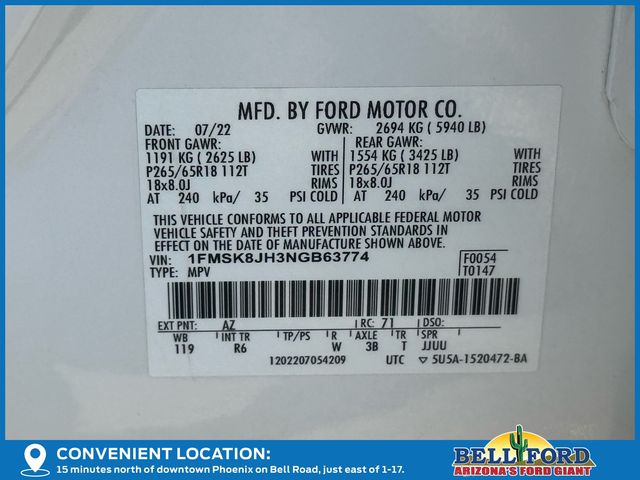 MFD. BY FORD MOTOR CO.
DATE: 07/22 GVWR: 2694 KG ( 5940 LB)
FRONT GAWR: REAR GAWR:
1191 KG ( 2625 LB) WITH 1554 KG ( 3425 LB) WITH
P265/65R18 112T TIRES P265/65R18 112T TIRES
18x8.0J RIMS 18x8.0J RIMS
AT 240 kPa/ 35 PSI COLD AT 240 kPa/ 35 PSI COLD
THIS VEHICLE CONFORMS TO ALL APPLICABLE FEDERAL MOTOR
VEHICLE SAFETY AND THEFT PREVENTION STANDARDS IN
EFFECT ON THE DATE OF MANUFACTURE SHOWN ABOVE.
VIN: 1FMSK8JH3NGB63774 F0054
TYPE: MPV T0147
EXT PNT: AZ RC: 71 DSO:
WB INT TR TP/PS R AXLE TR SPR
119 R6 W 3B T JJUU
1202207054209 UTC 5U5A-1520472-BA
CONVENIENT LOCATION:
15 minutes north of downtown Phoenix on Bell Road, just east of 1-17.
BELL FORD
ARIZONA'S FORD GIANT